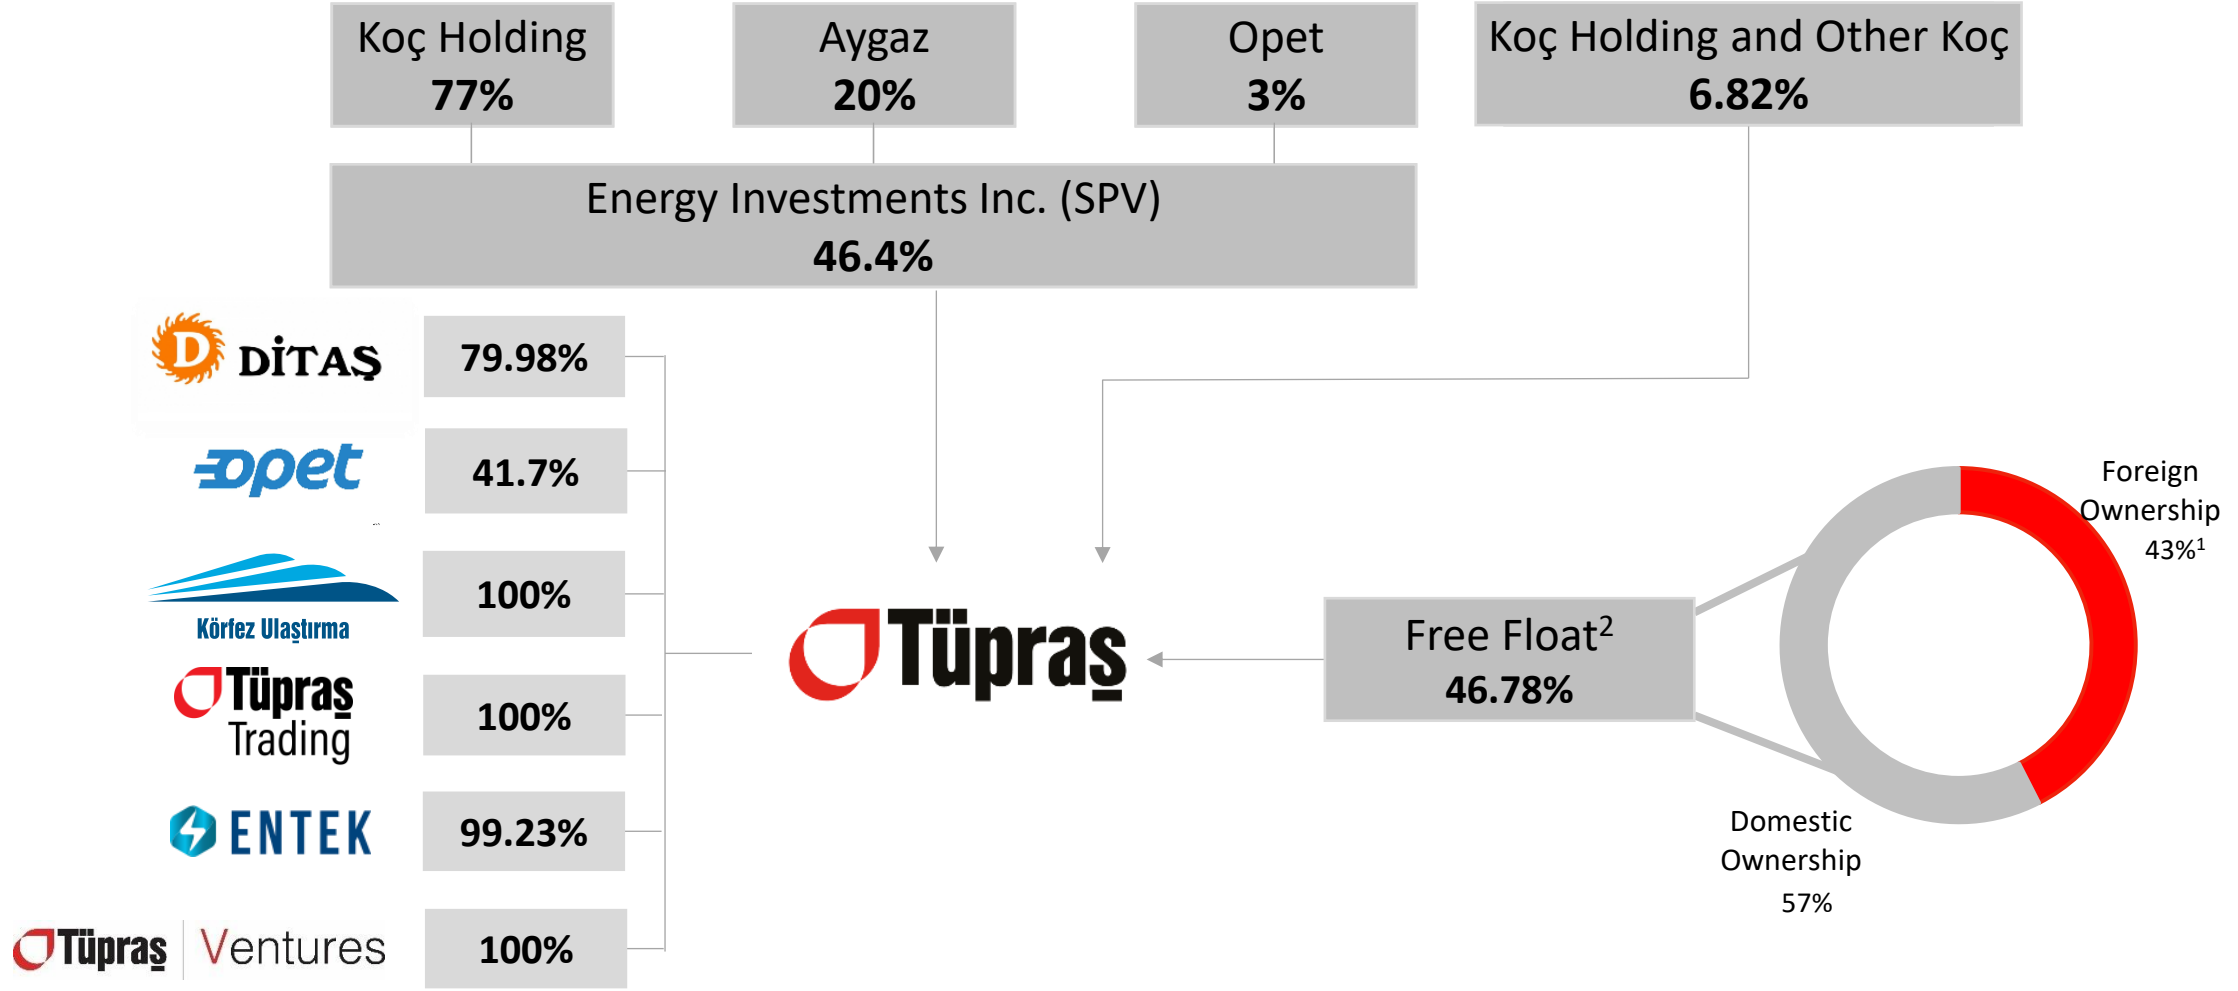 Koç Holding
77%
Aygaz
20%
Opet
3%
Koç Holding and Other Koç
6.82%
Energy Investments Inc. (SPV)
46.4%
D DİTAŞ
79.98%
opet
41.7%
Körfez Ulaştırma
100%
Tüpraş
Trading
100%
ENTEK
99.23%
Tüpraş Ventures
100%
Tüpraş
Free Float²
46.78%
Foreign
Ownership
43%¹
Domestic
Ownership
57%